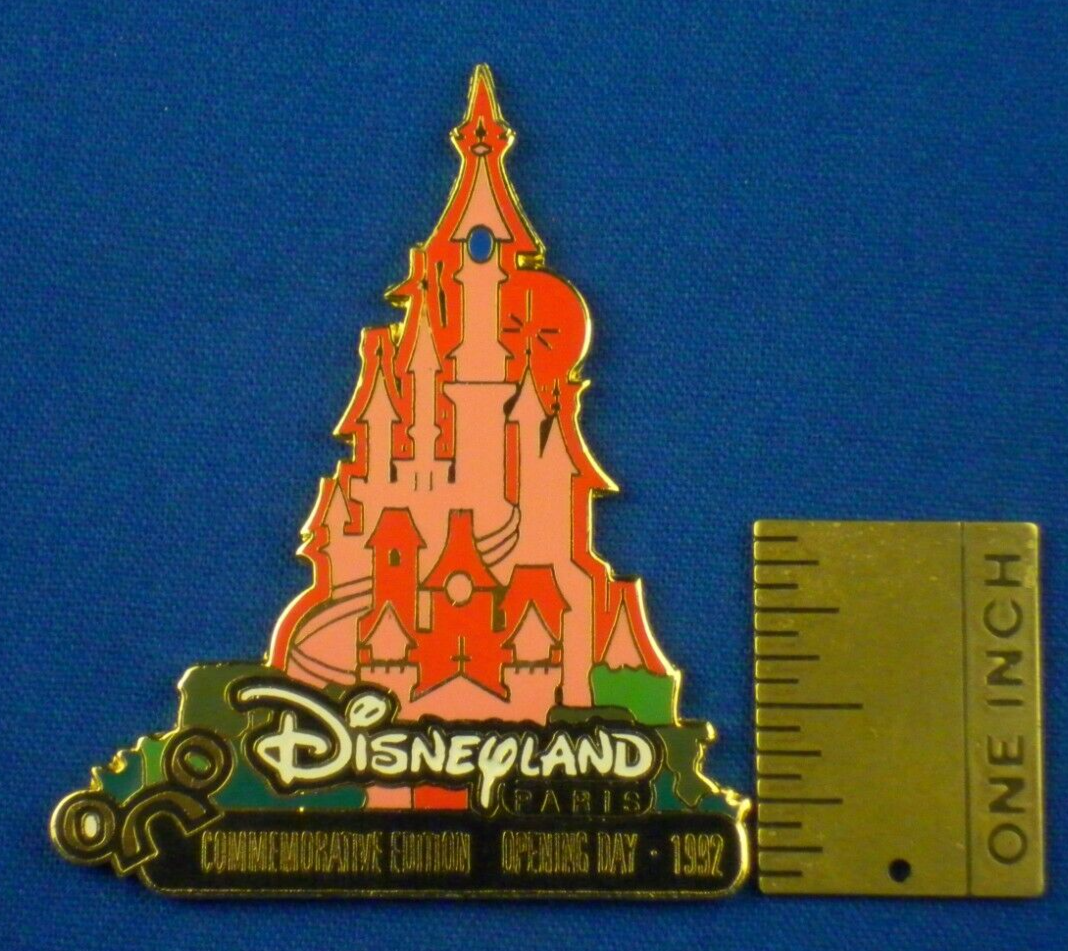 DISNEYLAND
PARIS
COMMEMORATIVE EDITION OPENING DAY · 1992
ONE INCH